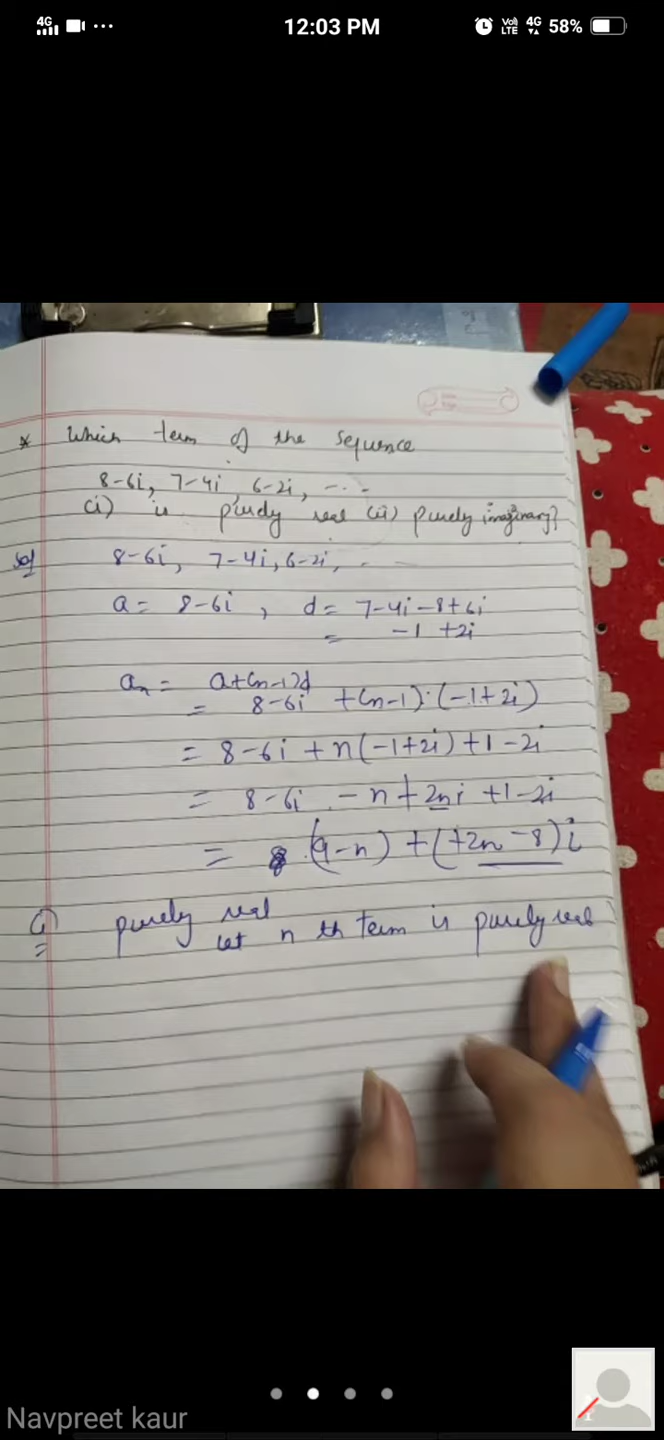 4G 12:03 PM Vo) LTE 4G 58%
* Which term of the sequence
8-6i, 7-4i, 6-2i, ....
(i) is purely real (ii) purely imaginary?
Sol 8-6i, 7-4i, 6-2i, ..
a = 8-6i , d = 7-4i-8+6i
= -1 +2i
an = a+(n-1)d
= 8-6i +(n-1)·(-1+2i)
= 8-6i +n(-1+2i) +1-2i
= 8-6i -n+2ni +1-2i
= (9-n) + (+2n-8)i
(i) purely real
let n th term is purely real
Navpreet kaur